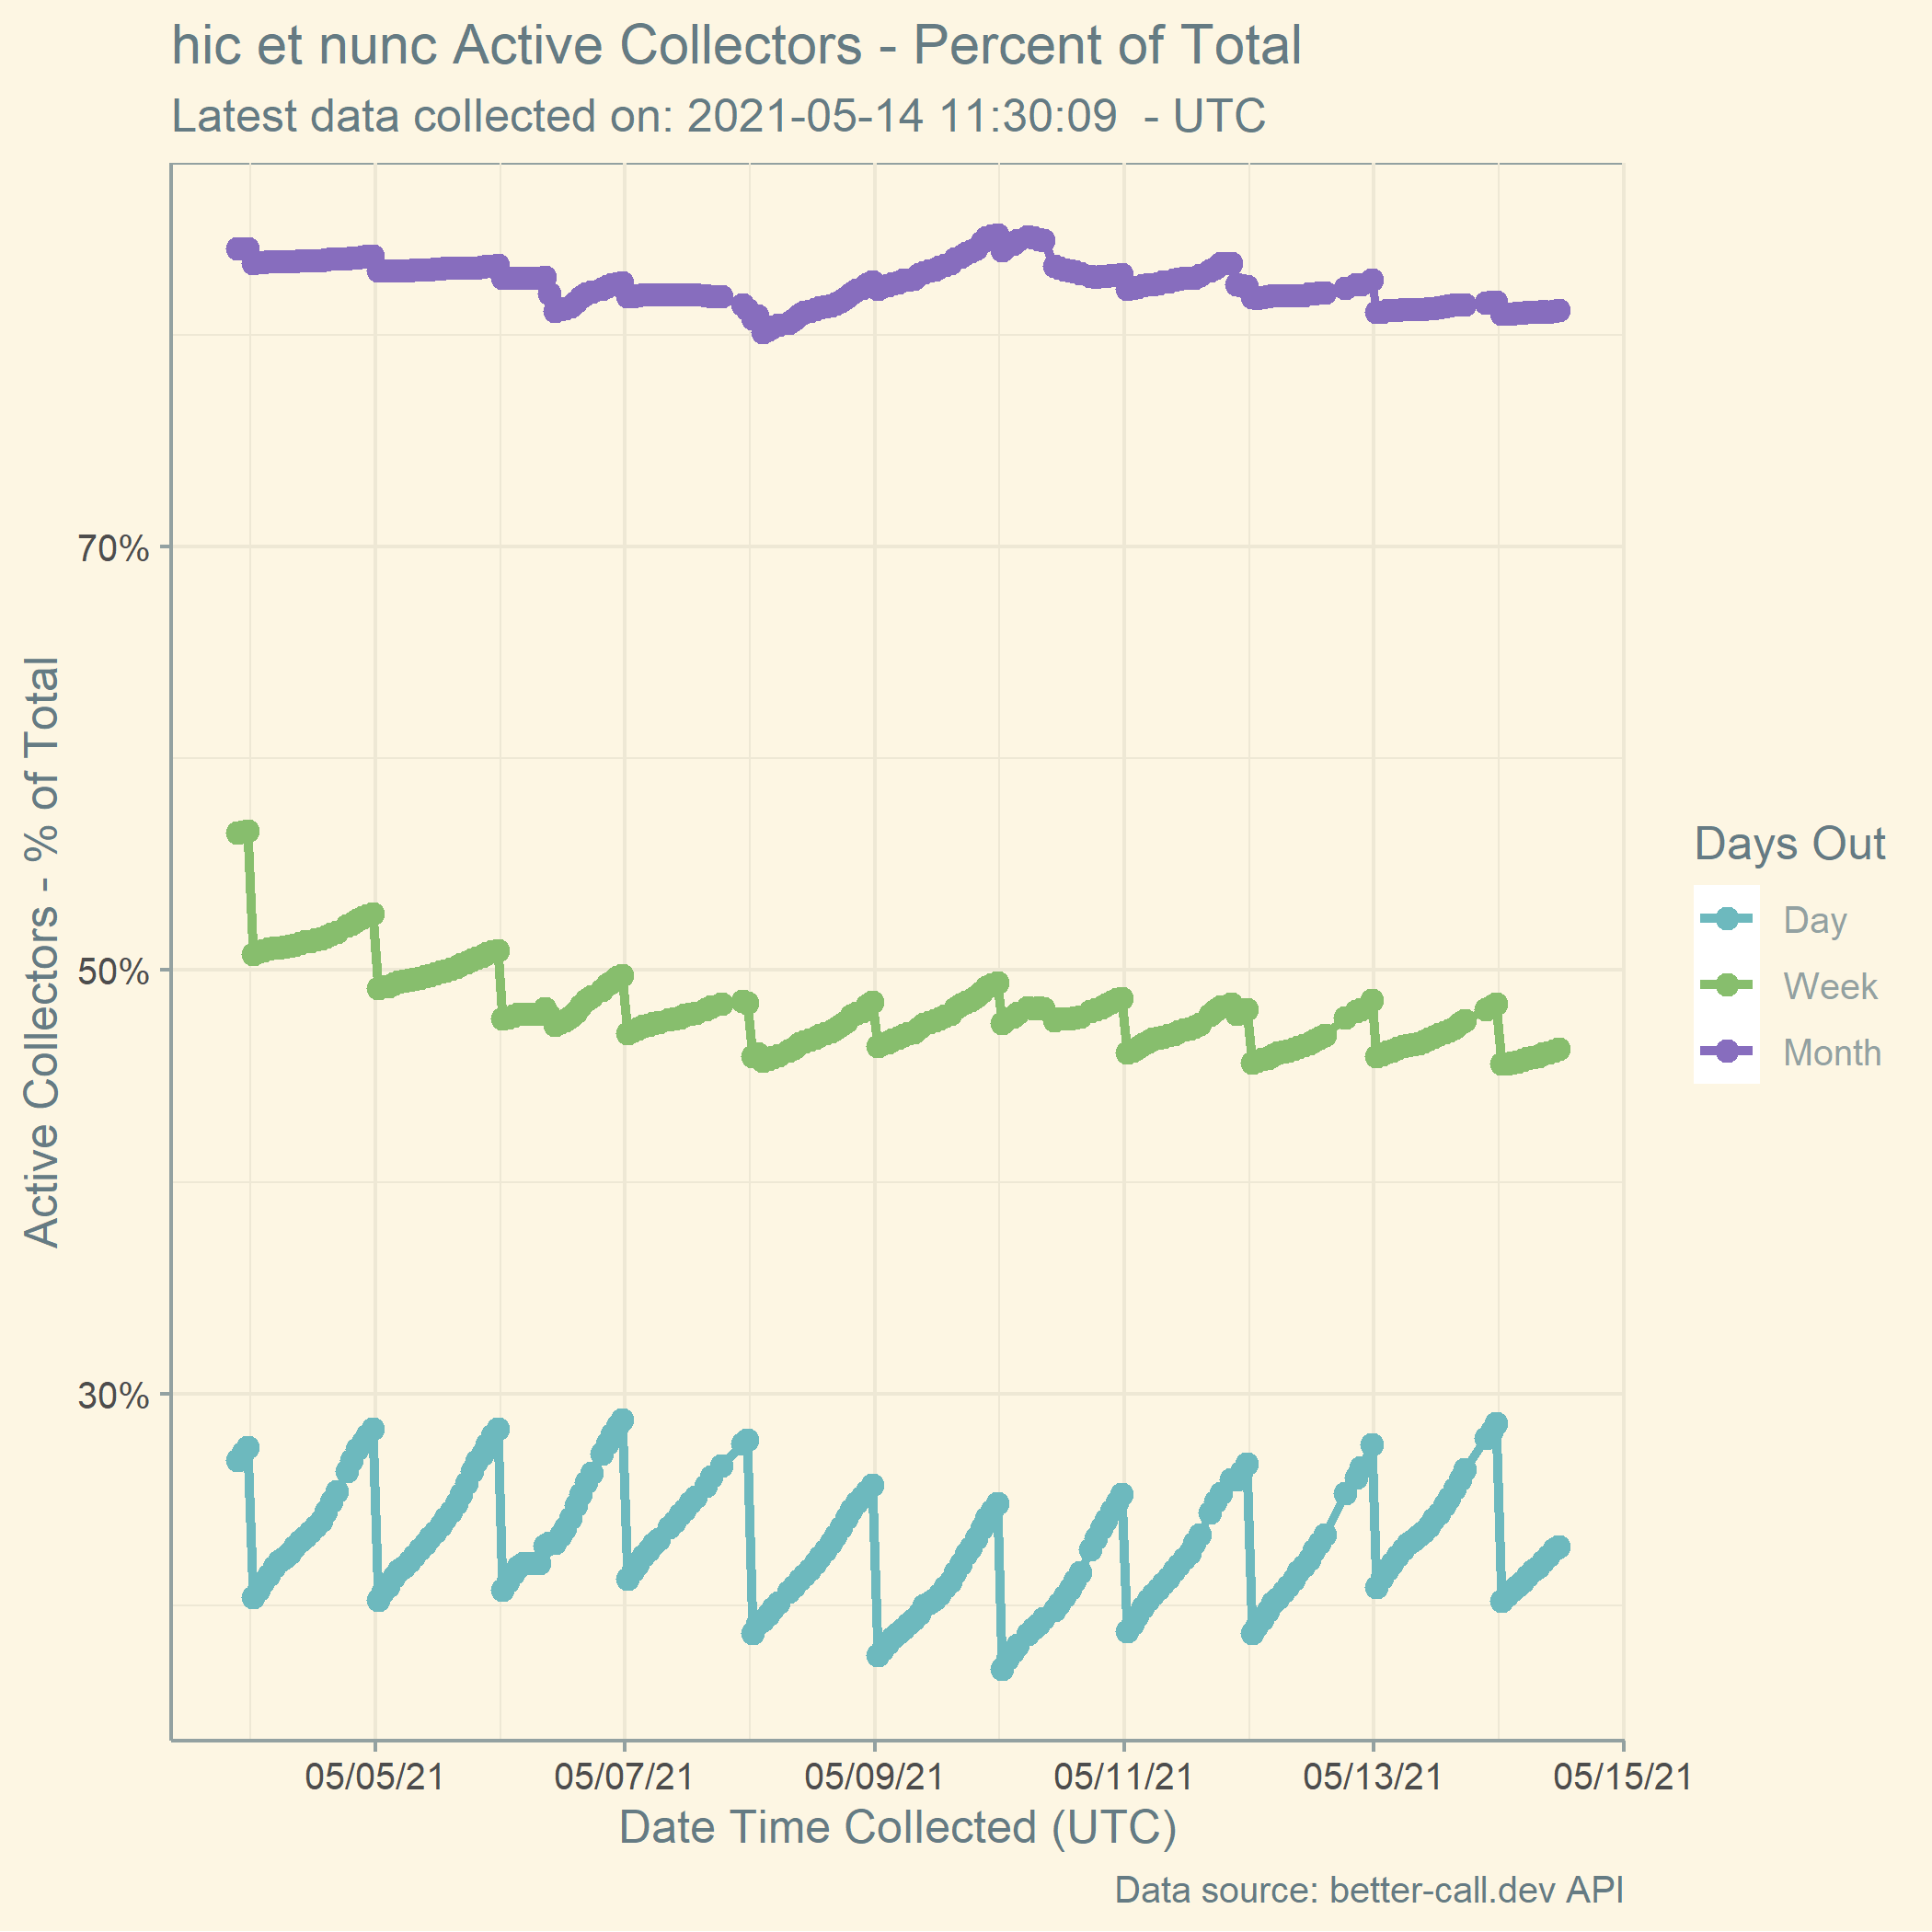 hic et nunc Active Collectors - Percent of Total
Latest data collected on: 2021-05-14 11:30:09  - UTC
Active Collectors - % of Total
70%
50%
30%
05/05/21
05/07/21
05/09/21
05/11/21
05/13/21
05/15/21
Date Time Collected (UTC)
Days Out
Day
Week
Month
Data source: better-call.dev API